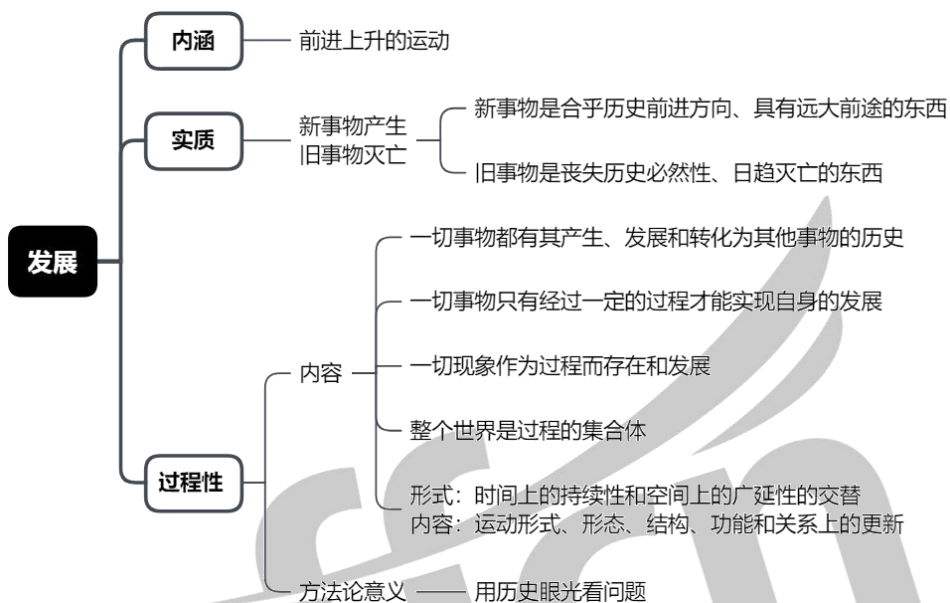 内涵
前进上升的运动
新事物是合乎历史前进方向、具有远大前途的东西
实质
新事物产生
旧事物灭亡
旧事物是丧失历史必然性、日趋灭亡的东西
发展
一切事物都有其产生、发展和转化为其他事物的历史
一切事物只有经过一定的过程才能实现自身的发展
内容
一切现象作为过程而存在和发展
整个世界是过程的集合体
过程性
形式：时间上的持续性和空间上的广延性的交替
内容：运动形式、形态、结构、功能和关系上的更新
方法论意义
用历史眼光看问题